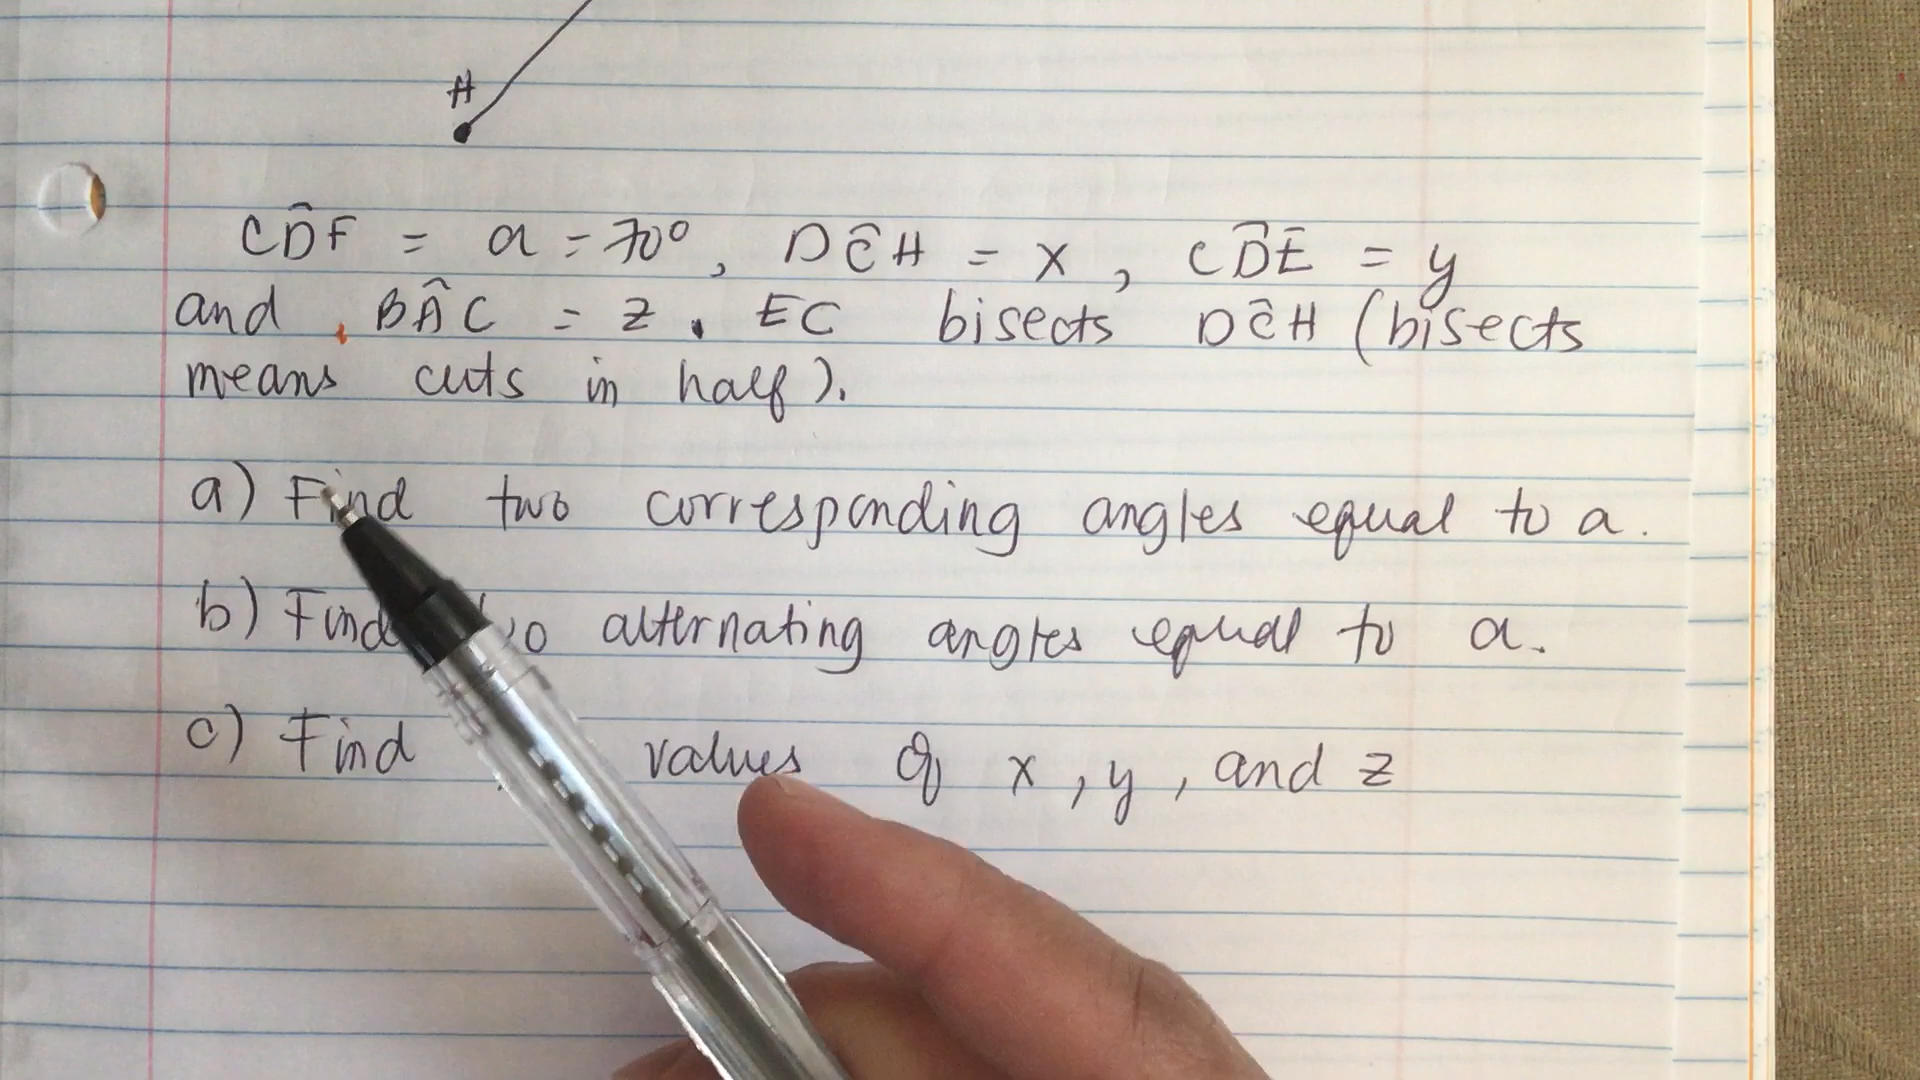 H
CD̂F = a = 70°, DĈH = x, CD̂E = y
and, BÂC = z. EC bisects DĈH (bisects
means cuts in half).
a) Find two corresponding angles equal to a.
b) Find alternating angles equal to a.
c) Find values of x, y, and z